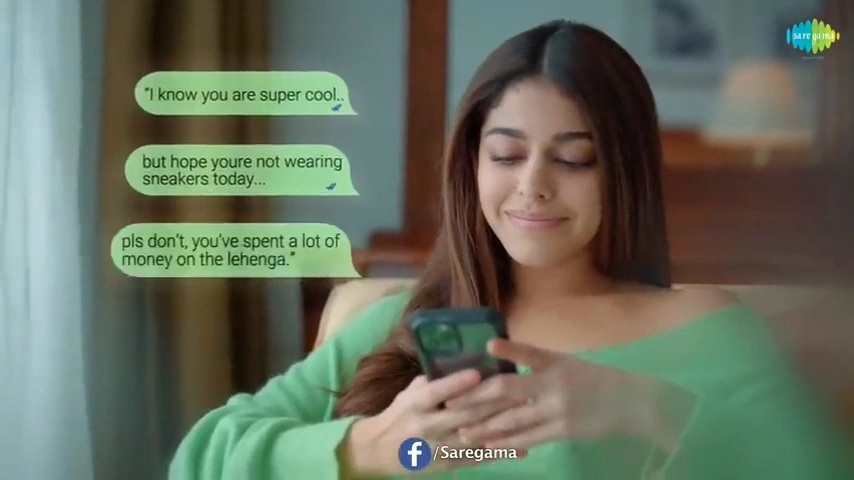 saregama
"I know you are super cool..
but hope youre not wearing
sneakers today...
pls don't, you've spent a lot of
money on the lehenga."
f/Saregama